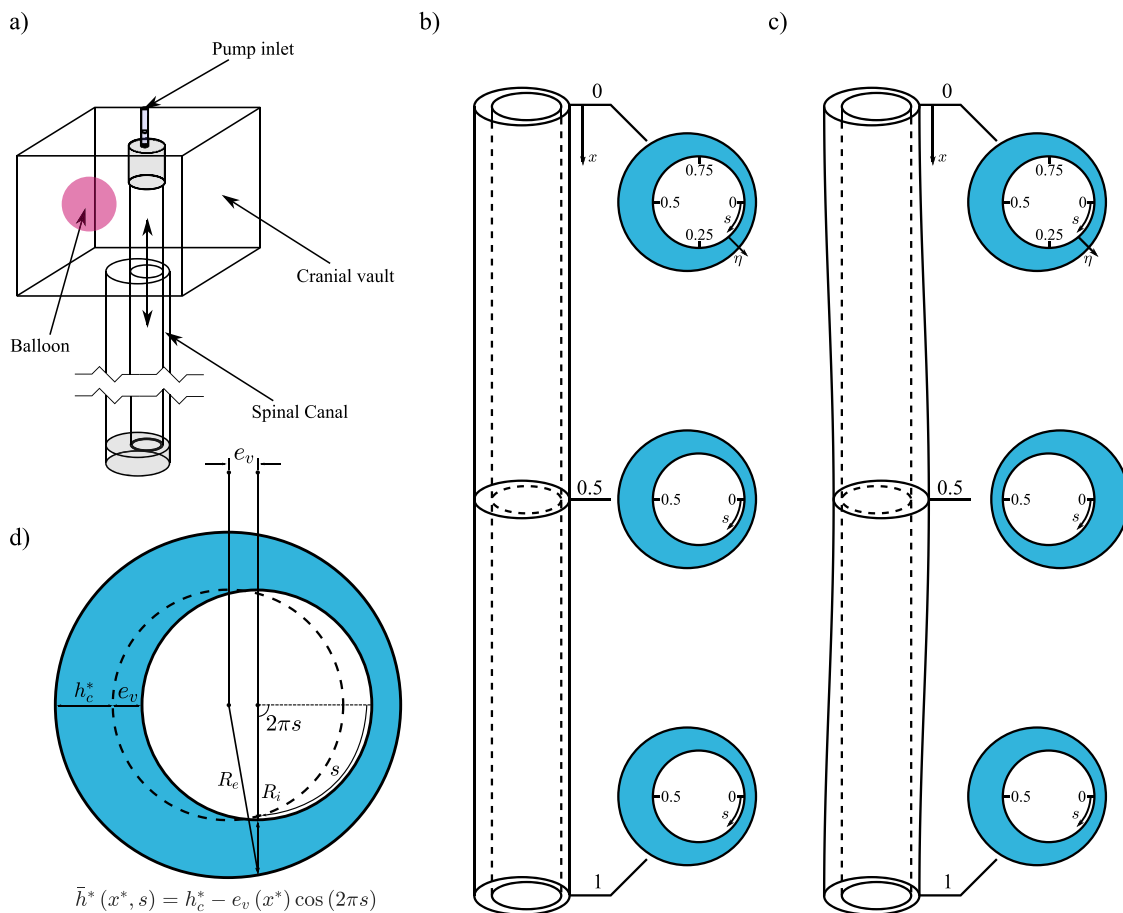 a)
Pump inlet
Cranial vault
Balloon
Spinal Canal
b)
0
x
0.75
0.5
0
s
0.25
η
0.5
0.5
0
s
0.5
0
s
1
c)
0
x
0.75
0.5
0
s
0.25
η
0.5
0.5
0
s
0.5
0
s
1
d)
e_v
h_c^* e_v
2πs
s
R_e R_i
h̄^* (x^*, s) = h_c^* − e_v (x^*) cos (2πs)